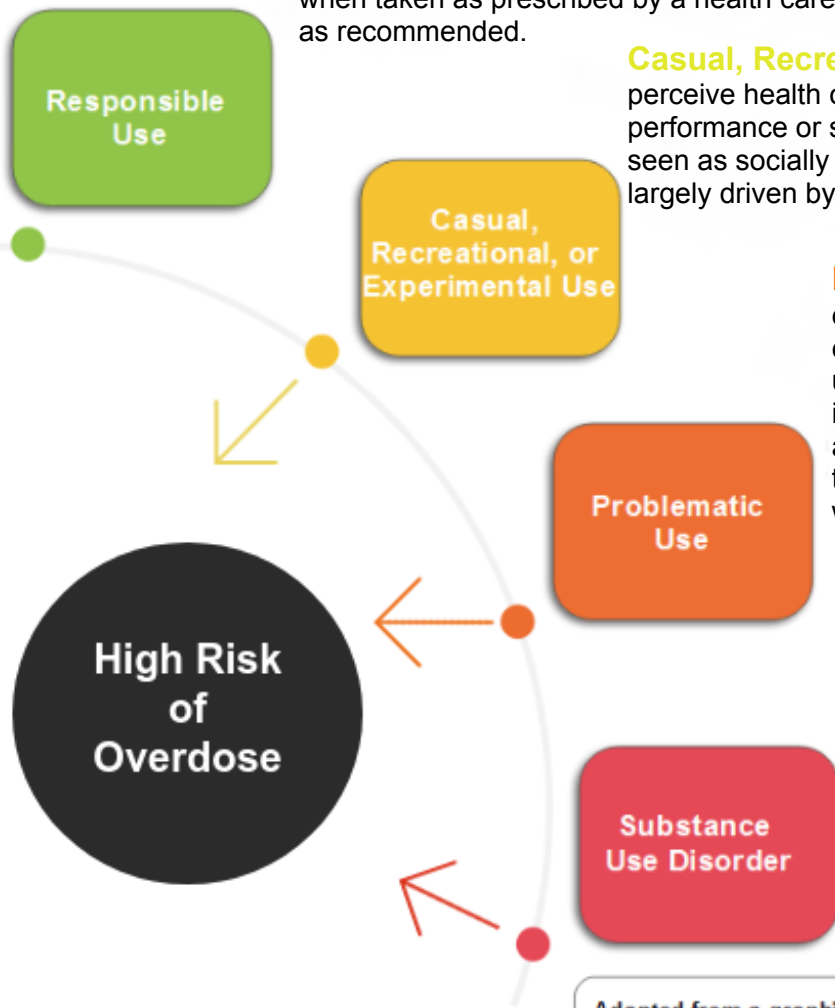 when taken as prescribed by a health care
as recommended.
Responsible
Use
Casual, Recre
perceive health
performance or
seen as socially
largely driven by
Casual,
Recreational, or
Experimental Use
Problematic
Use
High Risk
of
Overdose
Substance
Use Disorder
Adapted from a